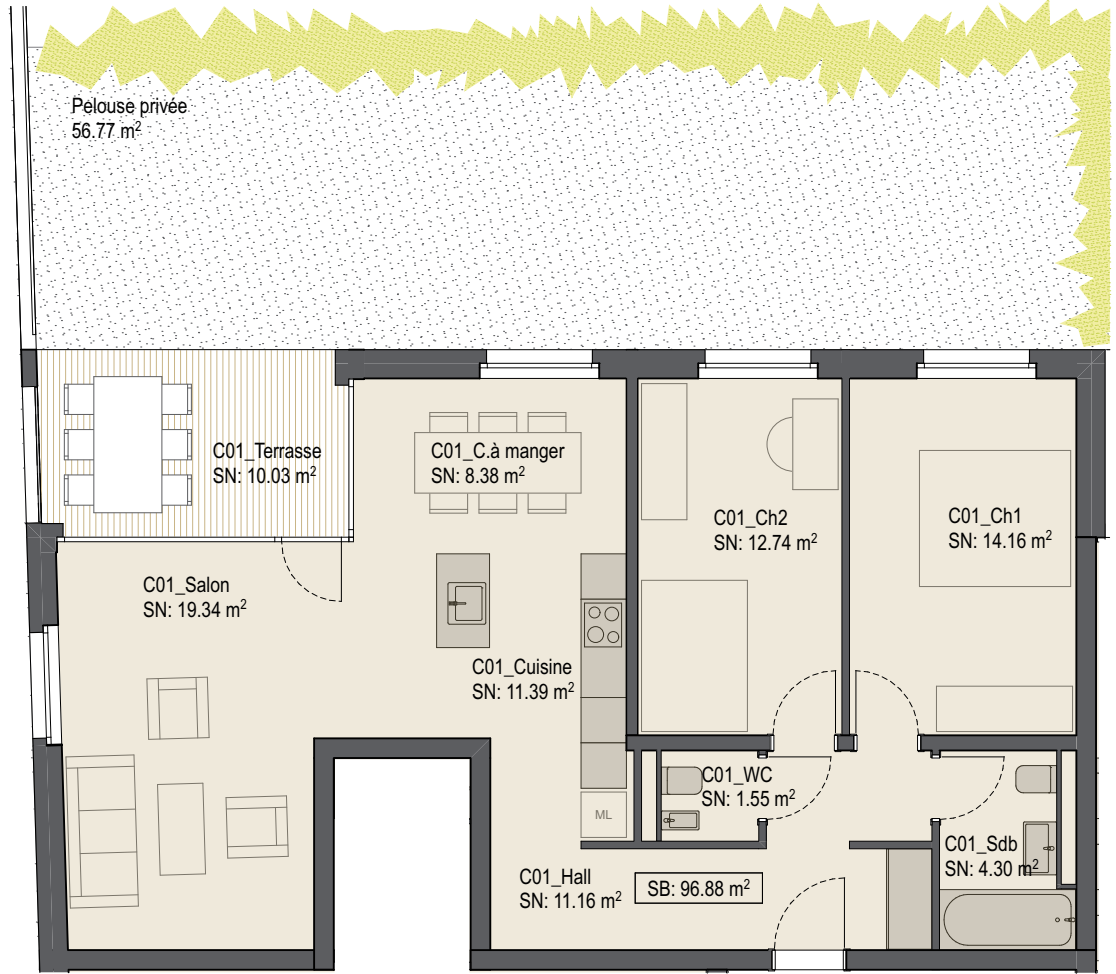 Pelouse privée
56.77 m²
C01_Terrasse
SN: 10.03 m²
C01_C.à manger
SN: 8.38 m²
C01_Ch2
SN: 12.74 m²
C01_Ch1
SN: 14.16 m²
C01_Salon
SN: 19.34 m²
C01_Cuisine
SN: 11.39 m²
C01_WC
SN: 1.55 m²
ML
C01_Sdb
SN: 4.30 m²
C01_Hall
SN: 11.16 m²
SB: 96.88 m²